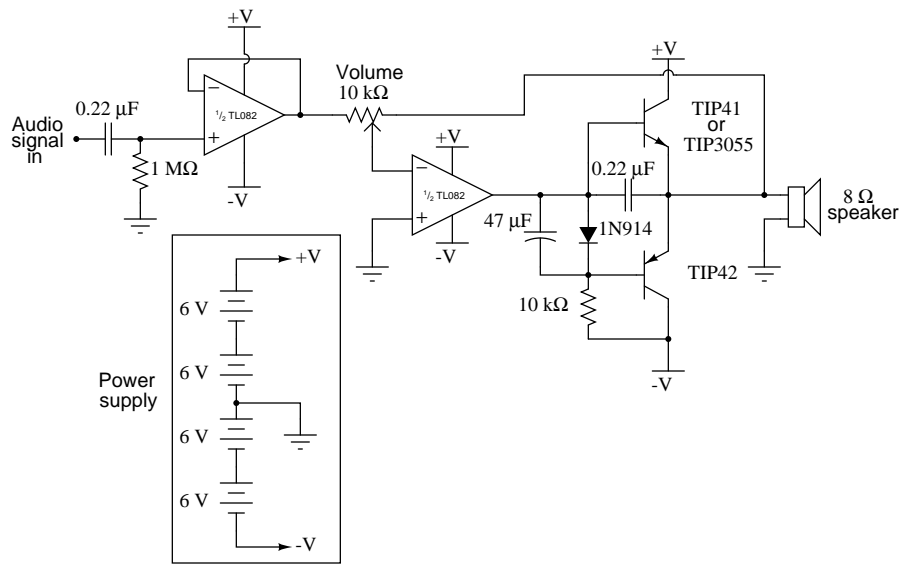 +V
Volume
10 kΩ
+V
0.22 µF
Audio
signal
in
−
½ TL082
+
1 MΩ
-V
TIP41
or
TIP3055
+V
−
½ TL082
+
-V
0.22 µF
47 µF
1N914
8 Ω
speaker
TIP42
10 kΩ
-V
Power
supply
+V
6 V
6 V
6 V
6 V
-V